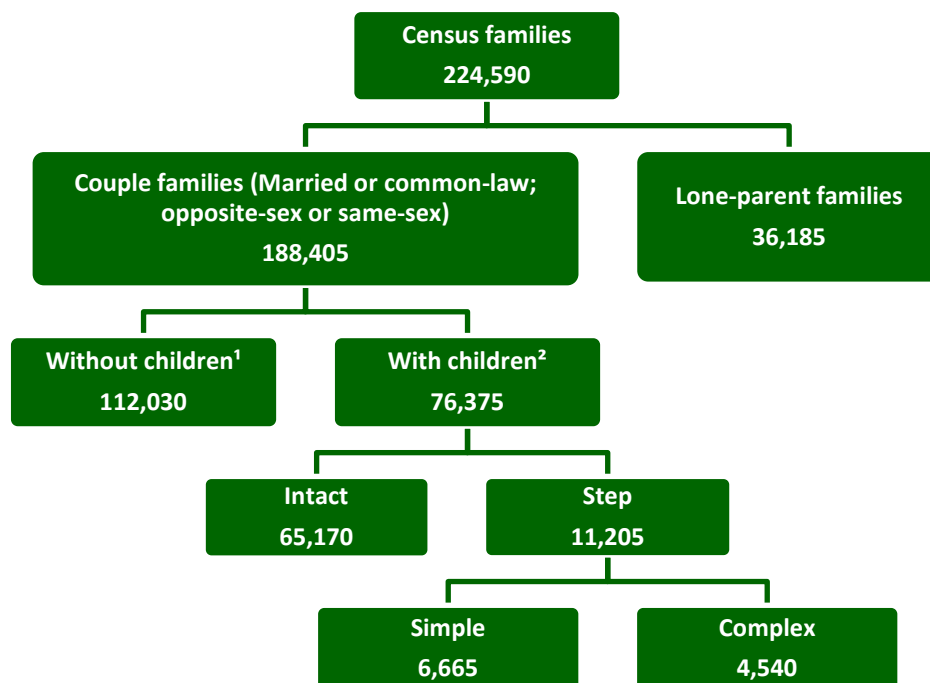 Census families
224,590
Couple families (Married or common-law;
opposite-sex or same-sex)
188,405
Lone-parent families
36,185
Without children¹
112,030
With children²
76,375
Intact
65,170
Step
11,205
Simple
6,665
Complex
4,540